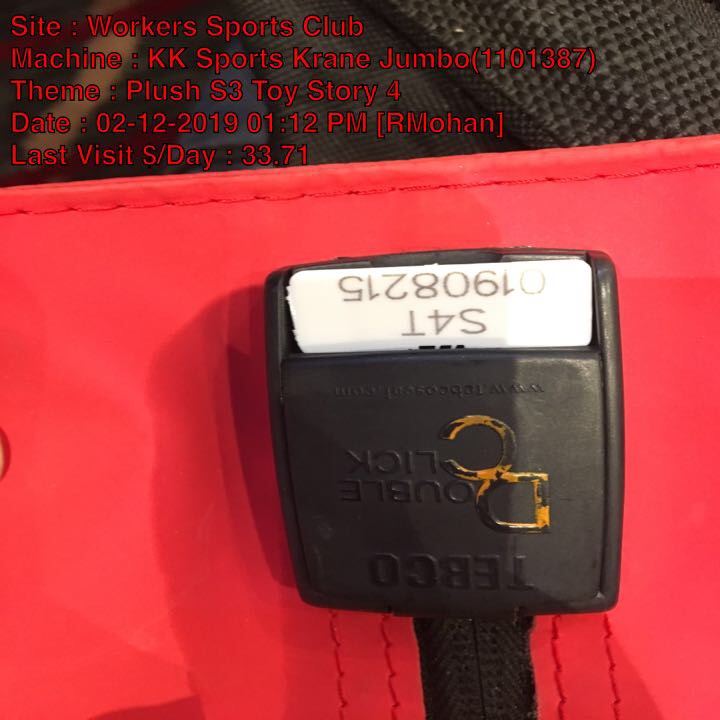 Site : Workers Sports Club
Machine : KK Sports Krane Jumbo(1101387)
Theme : Plush S3 Toy Story 4
Date : 02-12-2019 01:12 PM [RMohan]
Last Visit $/Day : 33.71
TEBCO
DOUBLE
CLICK
www.tebcoseal.com
S4T
01908215